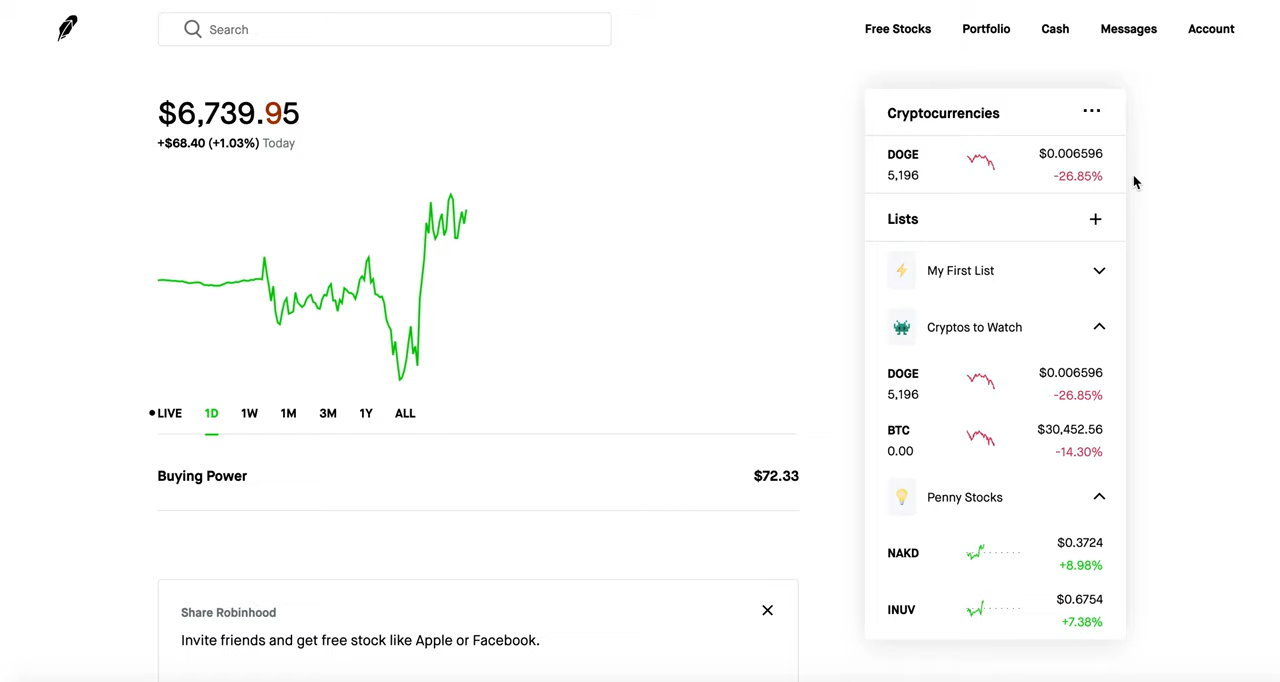 Search
Free Stocks Portfolio Cash Messages Account
$6,739.95
+$68.40 (+1.03%) Today
LIVE 1D 1W 1M 3M 1Y ALL
Buying Power $72.33
Share Robinhood
Invite friends and get free stock like Apple or Facebook.
Cryptocurrencies
DOGE $0.006596
5,196 -26.85%
Lists
My First List
Cryptos to Watch
DOGE $0.006596
5,196 -26.85%
BTC $30,452.56
0.00 -14.30%
Penny Stocks
NAKD $0.3724
+8.98%
INUV $0.6754
+7.38%